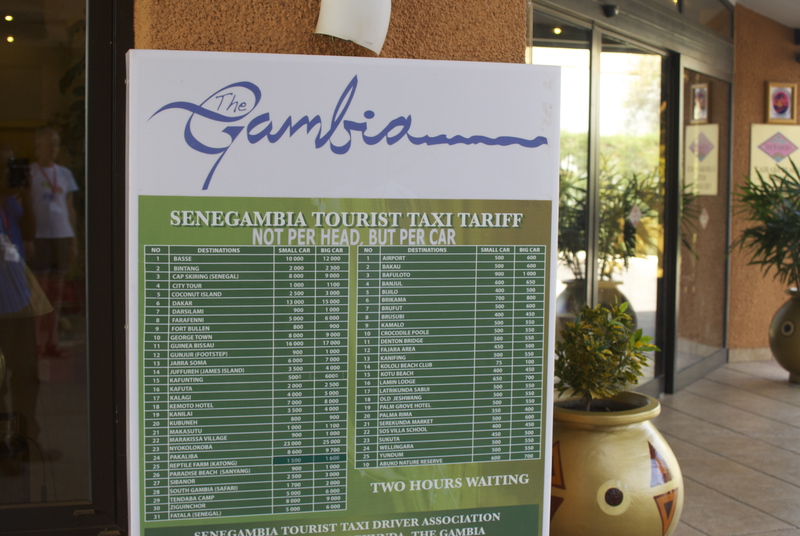 The Gambia
SENEGAMBIA TOURIST TAXI TARIFF
NOT PER HEAD, BUT PER CAR
NO DESTINATIONS SMALL CAR BIG CAR
1 BASSE 10 000 12 000
2 BINTANG 2 000 2 300
3 CAP SKIRING (SENEGAL) 8 000 9 000
4 CITY TOUR 1 000 1100
5 COCONUT ISLAND 2 500 3 000
6 DAKAR 13 000 15 000
7 DARSILAMI 900 1 000
8 FARAFENNI 5 000 6 000
9 FORT BULLEN 800 900
10 GEORGE TOWN 8 000 9 000
11 GUINEA BISSAU 16 000 17 000
12 GUNJUR (FOOTSTEP) 900 1 000
13 JARRA SOMA 6 000 7 000
14 JUFFUREH (JAMES ISLAND) 3 500 4 000
15 KAFUNTING 5000 6000
16 KAFUTA 2 000 2 500
17 KALAGI 4 000 5 000
18 KEMOTO HOTEL 7 000 8 000
19 KANILAI 3 500 6 000
20 KUBUNEH 800 900
21 MAKASUTU 1 000 1 100
22 MARAKISSA VILLAGE 900 1 000
23 NYOKOLOKOBA 23 000 25 000
24 PAKALIBA 8 600 9 700
25 REPTILE FARM (KATONG) 1 500 1 600
26 PARADISE BEACH (SANYANG) 900 1 000
27 SIBANOR 2 500 3 000
28 SOUTH GAMBIA (SAFARI) 1 700 2 000
29 TENDABA CAMP 5 000 6 000
30 ZIGUINCHOR 8 000 9 000
31 FATALA (SENEGAL) 5 000 6 000
NO DESTINATIONS SMALL CAR BIG CAR
1 AIRPORT 500 600
2 BAKAU 500 600
3 BAFULOTO 900 1 000
4 BANJUL 600 650
5 BIJILO 400 500
6 BRIKAMA 700 800
7 BRUFUT 500 600
8 BRUSUBI 400 450
9 KAMALO 500 550
10 CROCODILE POOLE 500 550
11 DENTON BRIDGE 500 550
12 FAJARA AREA 450 500
13 KANIFING 500 550
14 KOLOLI BEACH CLUB 75 100
15 KOTU BEACH 400 450
16 LAMIN LODGE 650 700
17 LATRIKUNDA SABIJI 500 550
18 OLD JESHWANG 500 550
19 PALM GROVE HOTEL 500 550
20 PALMA RIMA 350 400
21 SEREKUNDA MARKET 500 600
22 SOS VILLA SCHOOL 400 450
23 SUKUTA 450 500
24 WELLINGARA 500 550
25 YUNDUM 600 700
10 ABUKO NATURE RESERVE 500 550
TWO HOURS WAITING
SENEGAMBIA TOURIST TAXI DRIVER ASSOCIATION
THE GAMBIA